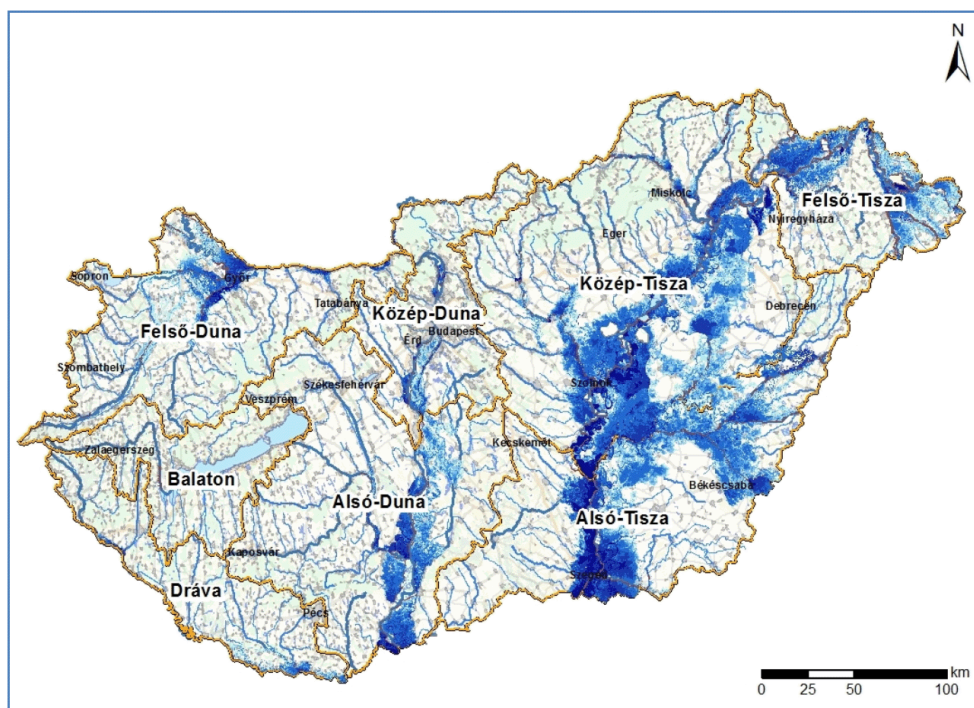 N
Miskolc
Felső-Tisza
Nyíregyháza
Eger
Sopron
Győr
Közép-Tisza
Tatabánya
Debrecen
Közép-Duna
Felső-Duna
Budapest
Érd
Szombathely
Székesfehérvár
Szolnok
Veszprém
Kecskemét
Zalaegerszeg
Balaton
Békéscsaba
Alsó-Duna
Alsó-Tisza
Kaposvár
Szeged
Dráva
Pécs
km
0 25 50 100